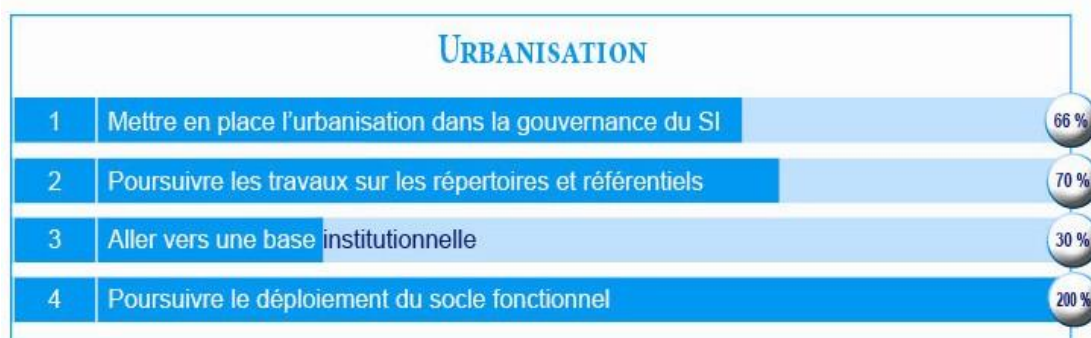 URBANISATION
1 Mettre en place l'urbanisation dans la gouvernance du SI 66 %
2 Poursuivre les travaux sur les répertoires et référentiels 70 %
3 Aller vers une base institutionnelle 30 %
4 Poursuivre le déploiement du socle fonctionnel 200 %